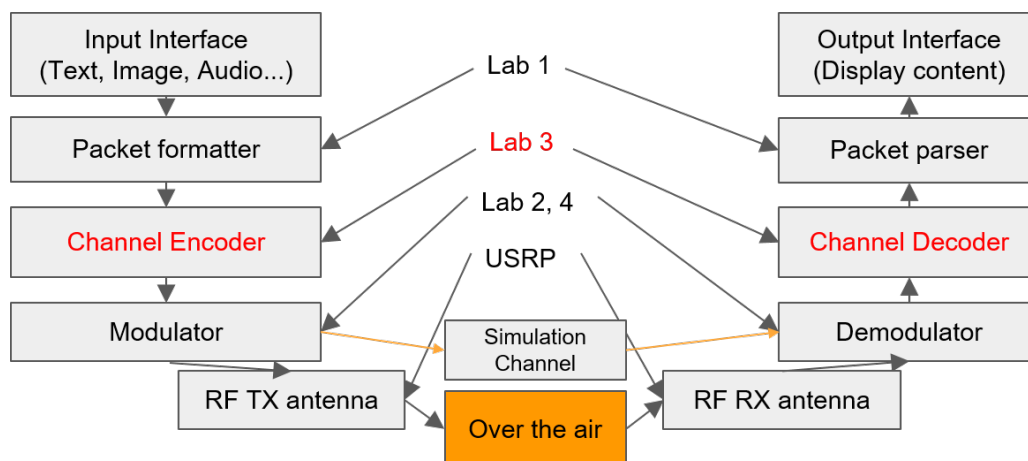 Input Interface
(Text, Image, Audio...)
Packet formatter
Channel Encoder
Modulator
RF TX antenna
Lab 1
Lab 3
Lab 2, 4
USRP
Simulation
Channel
Over the air
Output Interface
(Display content)
Packet parser
Channel Decoder
Demodulator
RF RX antenna